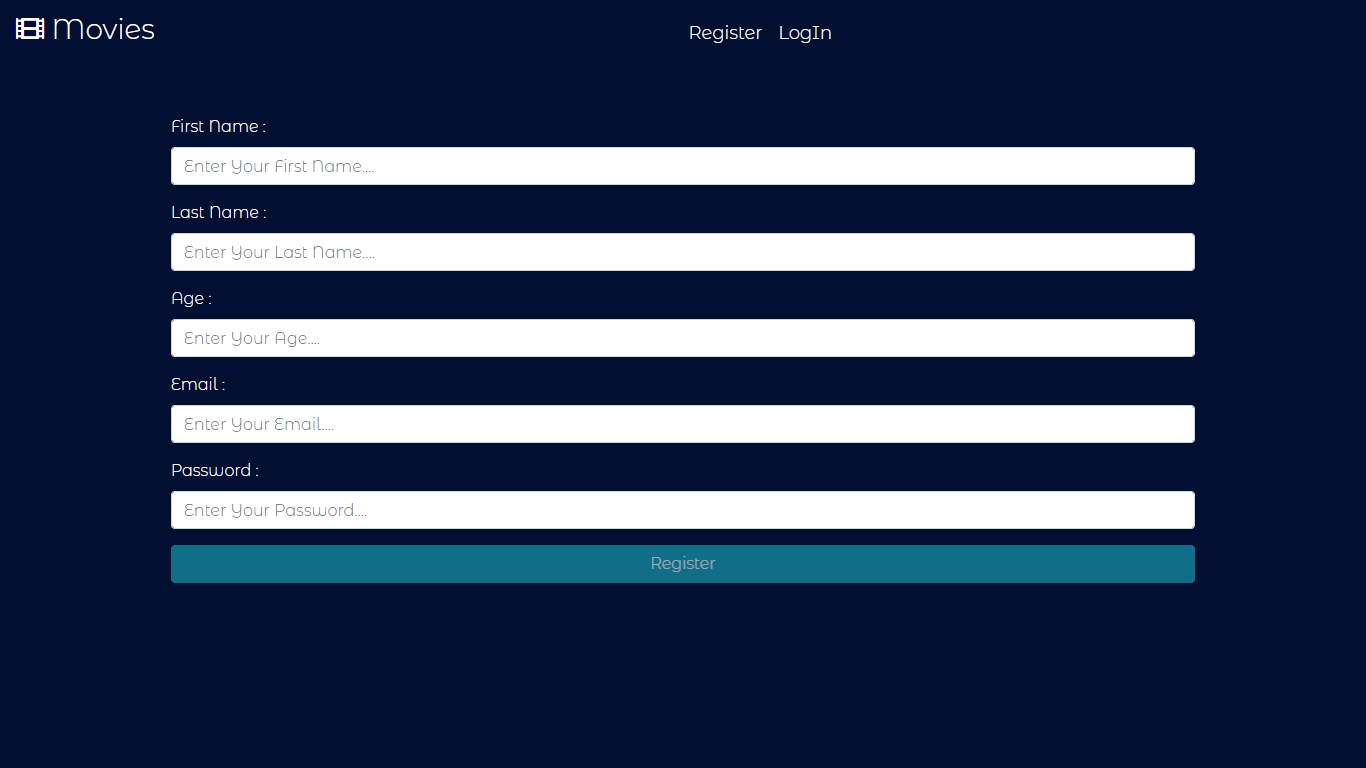 Movies
Register LogIn
First Name :
Enter Your First Name....
Last Name :
Enter Your Last Name....
Age :
Enter Your Age....
Email :
Enter Your Email....
Password :
Enter Your Password....
Register